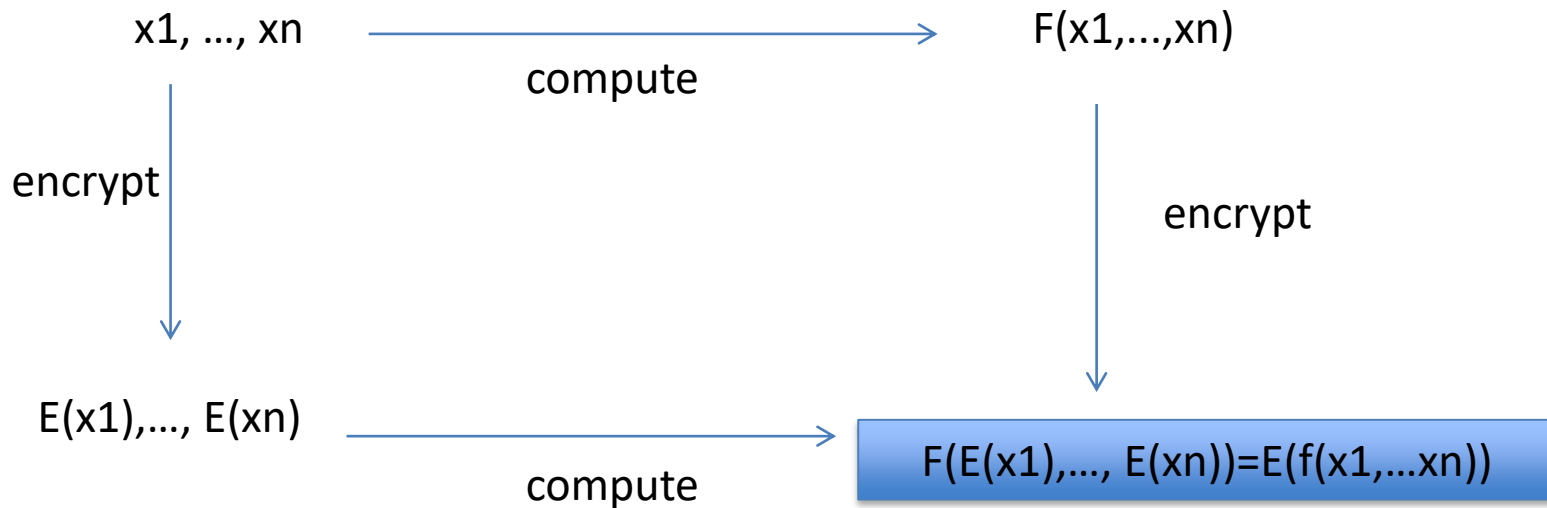 x1, …, xn
F(x1,...,xn)
compute
encrypt
encrypt
E(x1),…, E(xn)
F(E(x1),…, E(xn))=E(f(x1,…xn))
compute